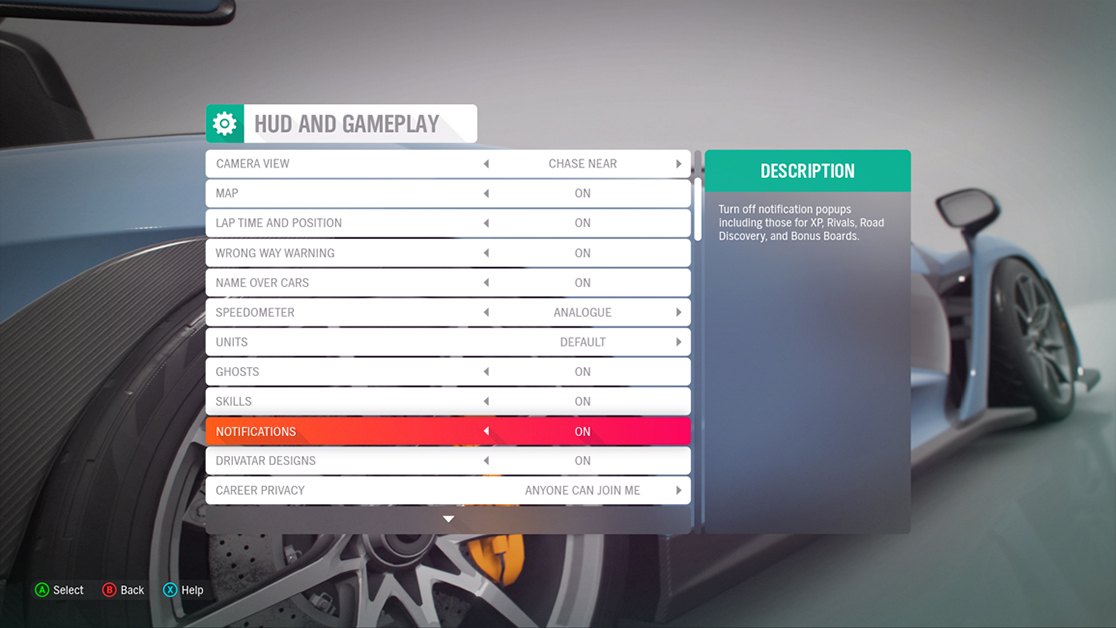 HUD AND GAMEPLAY
CAMERA VIEW CHASE NEAR
MAP ON
LAP TIME AND POSITION ON
WRONG WAY WARNING ON
NAME OVER CARS ON
SPEEDOMETER ANALOGUE
UNITS DEFAULT
GHOSTS ON
SKILLS ON
NOTIFICATIONS ON
DRIVATAR DESIGNS ON
CAREER PRIVACY ANYONE CAN JOIN ME
DESCRIPTION
Turn off notification popups
including those for XP, Rivals, Road
Discovery, and Bonus Boards.
A Select B Back X Help